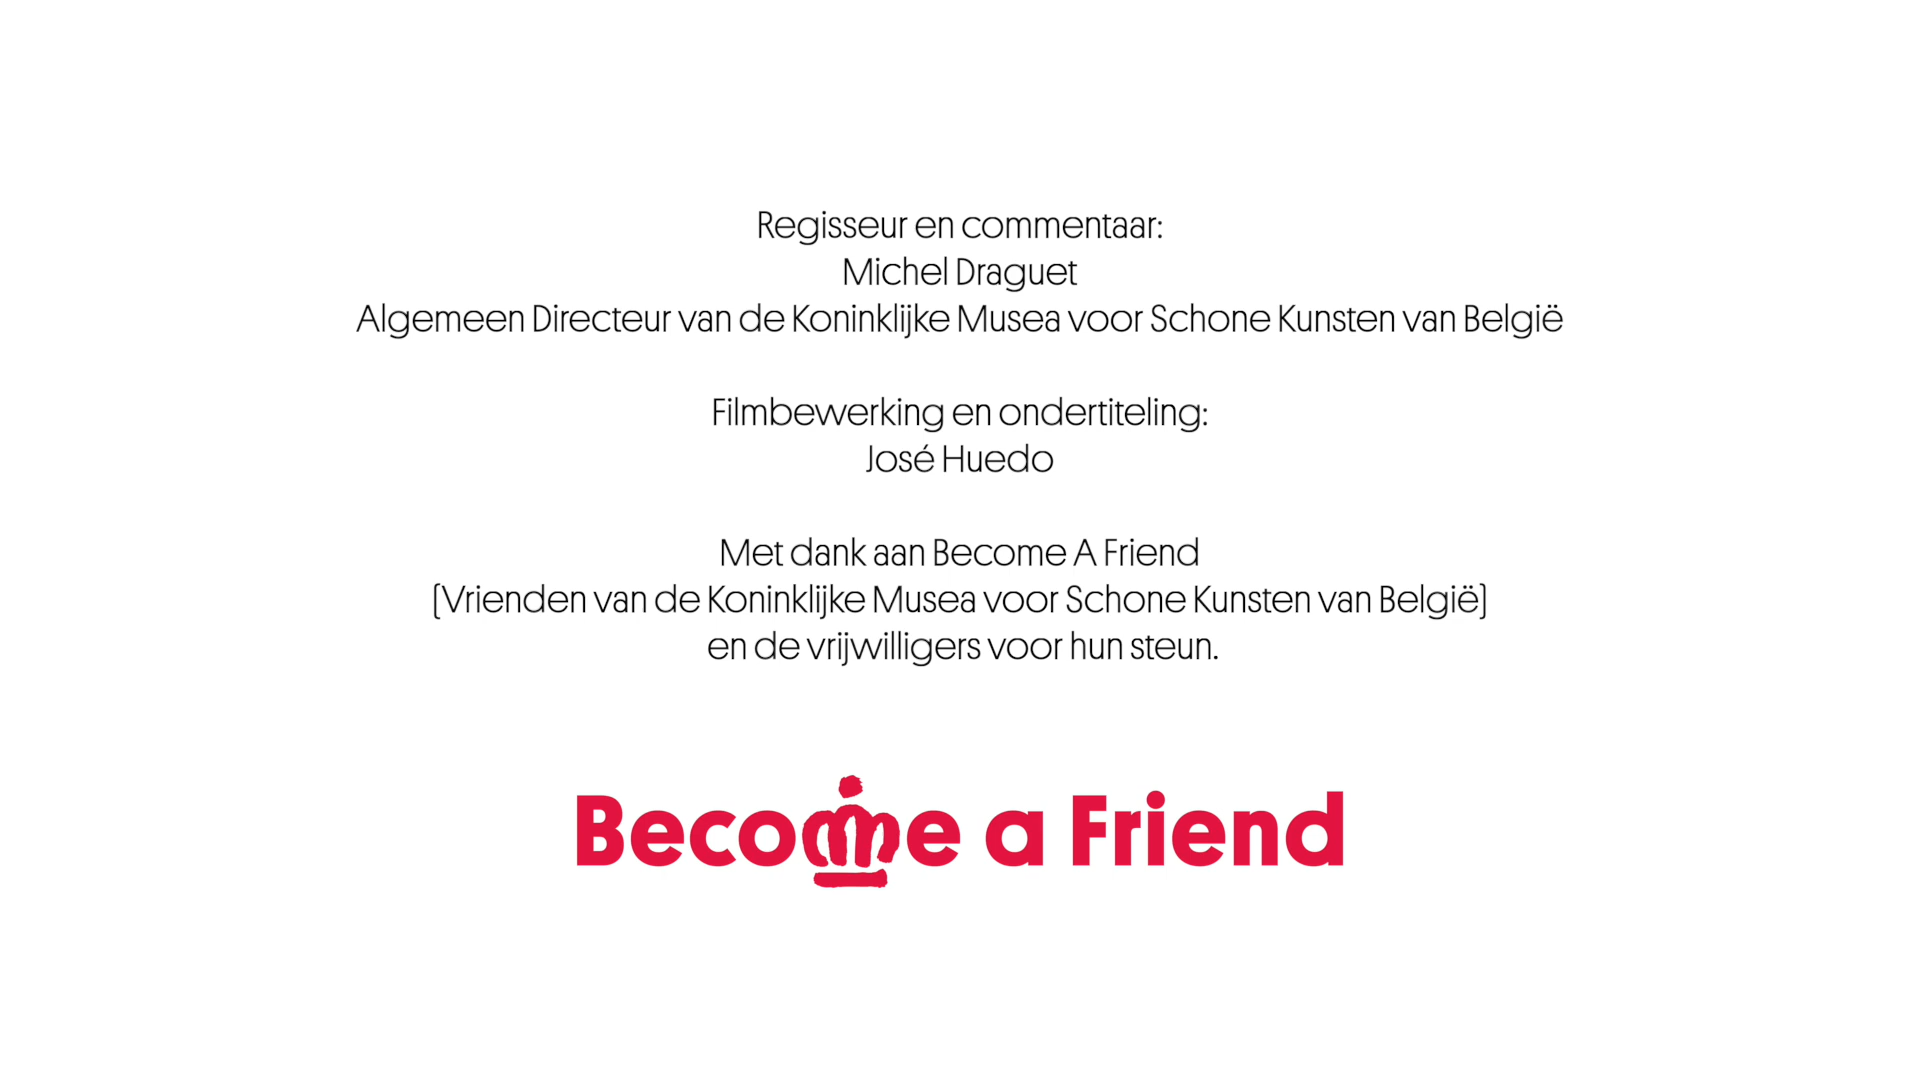 Regisseur en commentaar:
Michel Draguet
Algemeen Directeur van de Koninklijke Musea voor Schone Kunsten van België
Filmbewerking en ondertiteling:
José Huedo
Met dank aan Become A Friend
(Vrienden van de Koninklijke Musea voor Schone Kunsten van België)
en de vrijwilligers voor hun steun.
Become a Friend